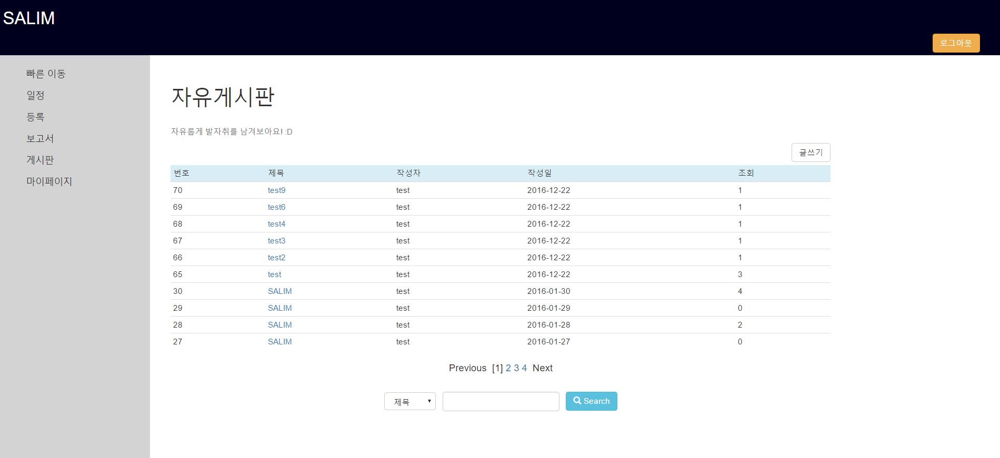 SALIM
로그아웃
빠른 이동
일정
등록
보고서
게시판
마이페이지
자유게시판
자유롭게 발자취를 남겨보아요! :D
글쓰기
번호 제목 작성자 작성일 조회
70 test9 test 2016-12-22 1
69 test6 test 2016-12-22 1
68 test4 test 2016-12-22 1
67 test3 test 2016-12-22 1
66 test2 test 2016-12-22 1
65 test test 2016-12-22 3
30 SALIM test 2016-01-30 4
29 SALIM test 2016-01-29 0
28 SALIM test 2016-01-28 2
27 SALIM test 2016-01-27 0
Previous [1] 2 3 4 Next
제목 Search